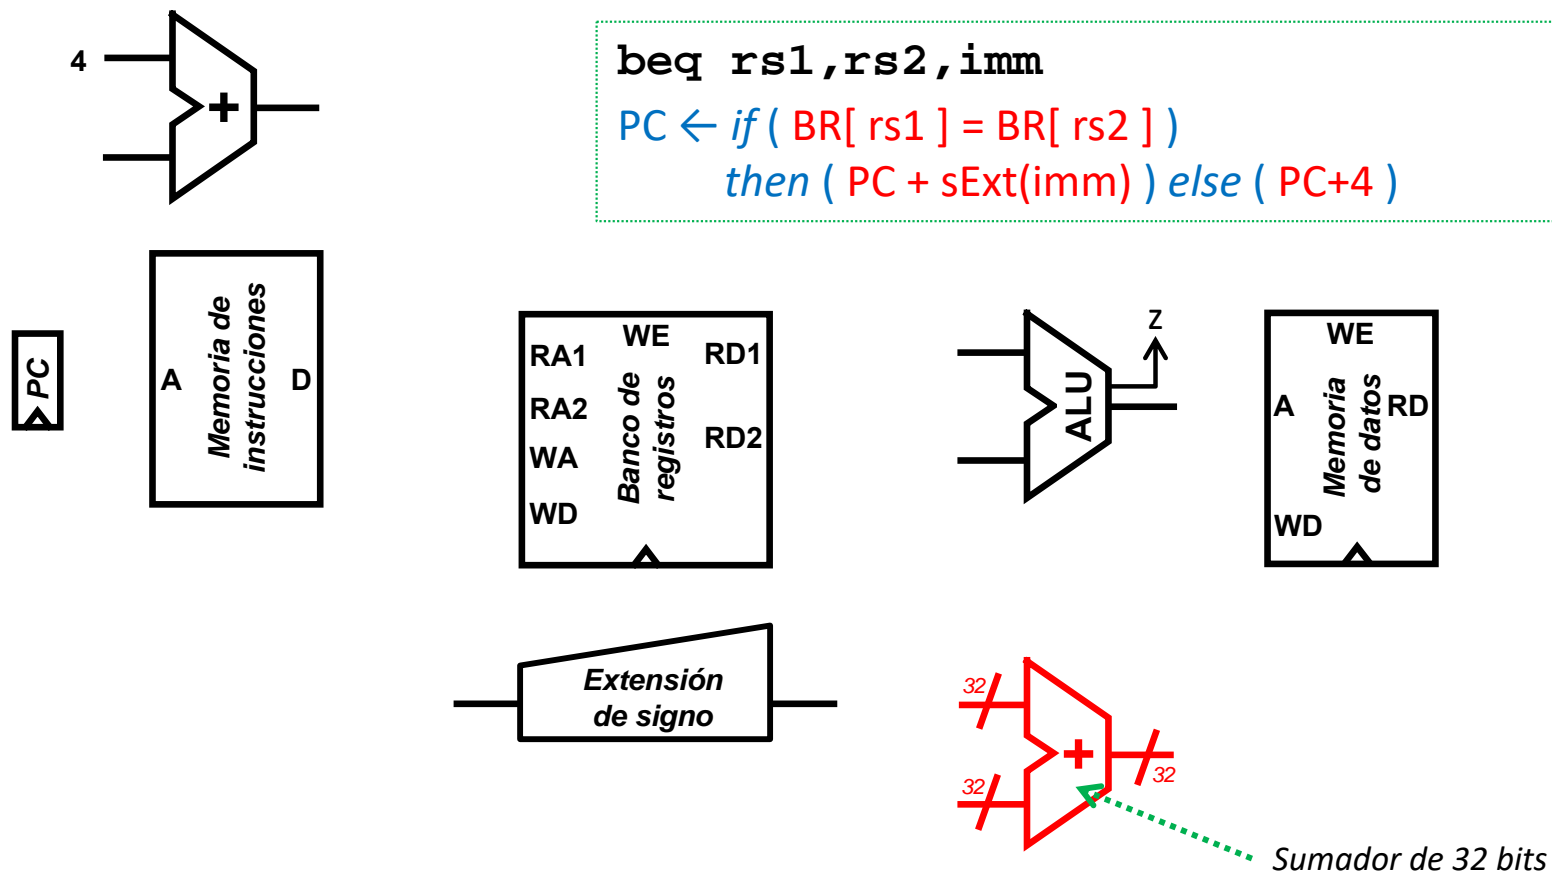 4
+
beq rs1,rs2,imm
PC ← if ( BR[ rs1 ] = BR[ rs2 ] )
then ( PC + sExt(imm) ) else ( PC+4 )
PC
A
Memoria de
instrucciones
D
RA1
RA2
WA
WD
WE
Banco de
registros
RD1
RD2
ALU
Z
WE
A
WD
Memoria
de datos
RD
Extensión
de signo
32
32
+
32
Sumador de 32 bits